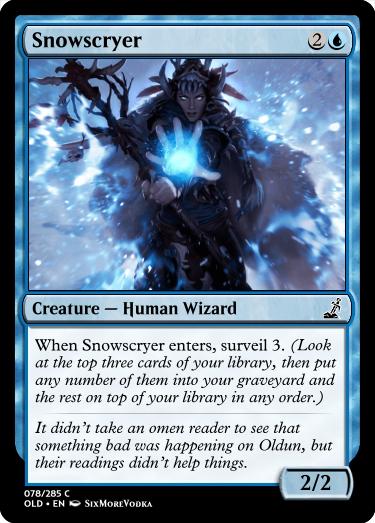 Snowscryer 2
Creature — Human Wizard
When Snowscryer enters, surveil 3. (Look
at the top three cards of your library, then put
any number of them into your graveyard and
the rest on top of your library in any order.)
It didn't take an omen reader to see that
something bad was happening on Oldun, but
their readings didn't help things.
2/2
078/285 C
OLD • EN SixMoreVodka